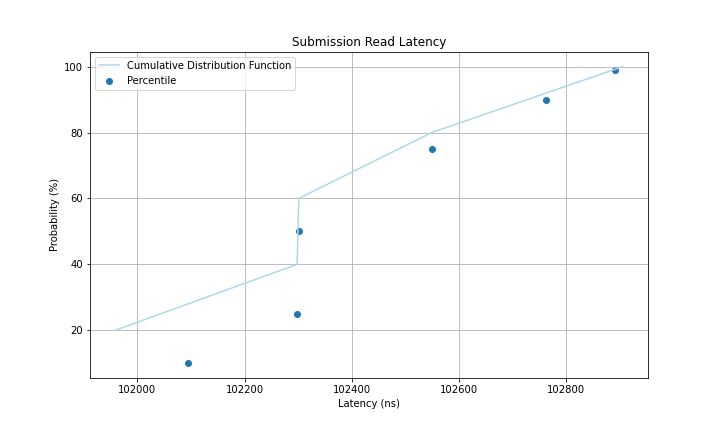 Submission Read Latency
Cumulative Distribution Function
Percentile
Probability (%)
100
80
60
40
20
102000 102200 102400 102600 102800
Latency (ns)